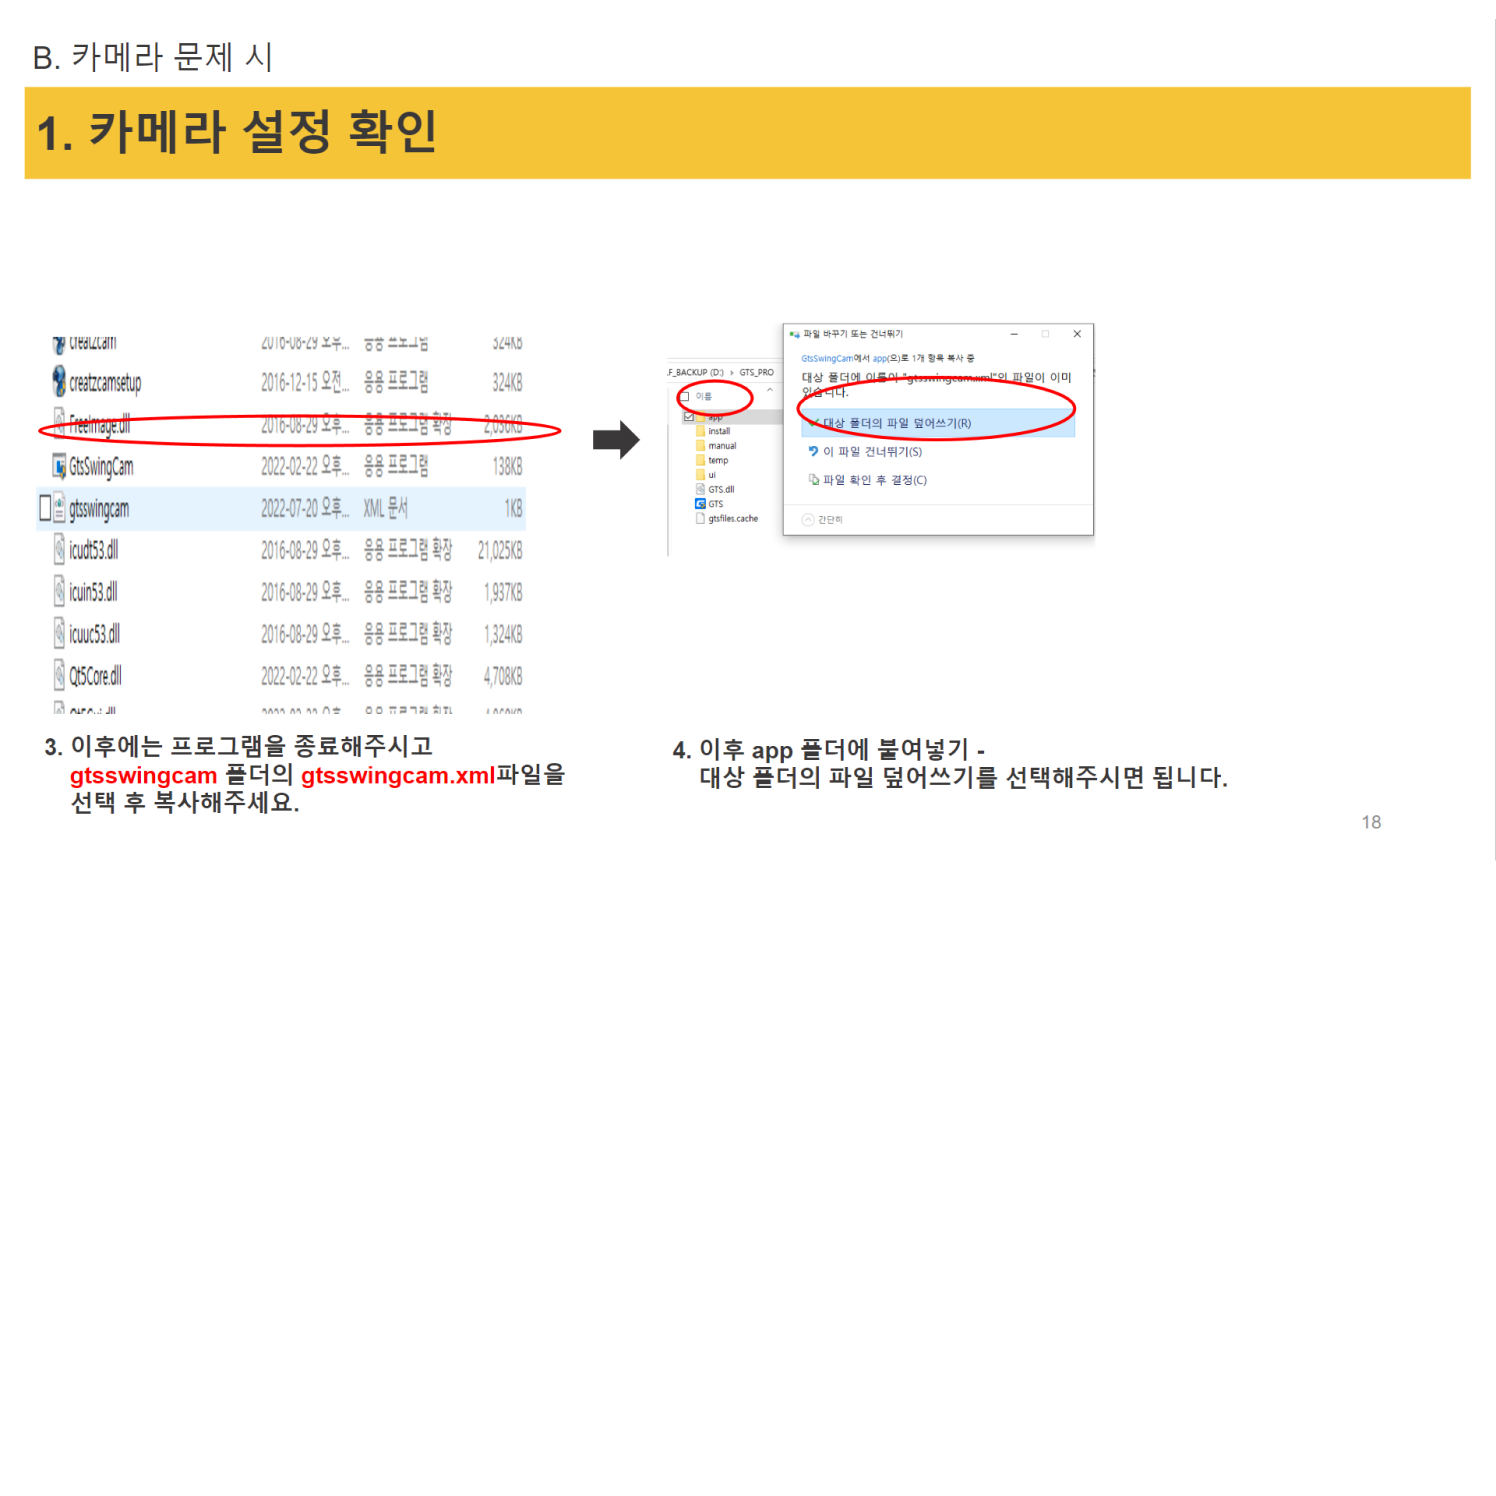 B. 카메라 문제 시
1. 카메라 설정 확인
creatzcam 2016-08-29 오후... 응용 프로그램 324KB
creatzcamsetup 2016-12-15 오전... 응용 프로그램 324KB
FreeImage.dll 2016-08-29 오후... 응용 프로그램 확장 2,036KB
GtsSwingCam 2022-02-22 오후... 응용 프로그램 138KB
gtsswingcam 2022-07-20 오후... XML 문서 1KB
icudt53.dll 2016-08-29 오후... 응용 프로그램 확장 21,025KB
icuin53.dll 2016-08-29 오후... 응용 프로그램 확장 1,937KB
icuuc53.dll 2016-08-29 오후... 응용 프로그램 확장 1,324KB
Qt5Core.dll 2022-02-22 오후... 응용 프로그램 확장 4,708KB
F_BACKUP (D:) > GTS_PRO
이름
app
install
manual
temp
ui
GTS.dll
GTS
gtsfiles.cache
파일 바꾸기 또는 건너뛰기
GtsSwingCam에서 app(으)로 1개 항목 복사 중
대상 폴더에 이름이 "gtsswingcam.xml"인 파일이 이미
있습니다.
대상 폴더의 파일 덮어쓰기(R)
이 파일 건너뛰기(S)
파일 확인 후 결정(C)
간단히
3. 이후에는 프로그램을 종료해주시고
gtsswingcam 폴더의 gtsswingcam.xml파일을
선택 후 복사해주세요.
4. 이후 app 폴더에 붙여넣기 -
대상 폴더의 파일 덮어쓰기를 선택해주시면 됩니다.
18